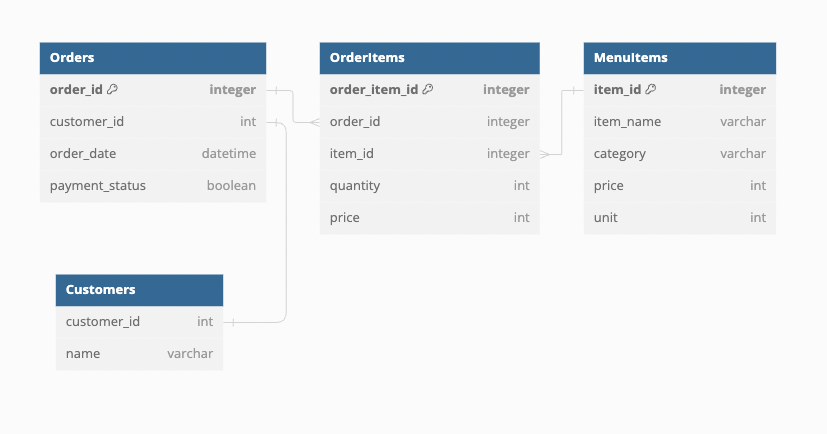 Orders
order_id integer
customer_id int
order_date datetime
payment_status boolean
OrderItems
order_item_id integer
order_id integer
item_id integer
quantity int
price int
MenuItems
item_id integer
item_name varchar
category varchar
price int
unit int
Customers
customer_id int
name varchar